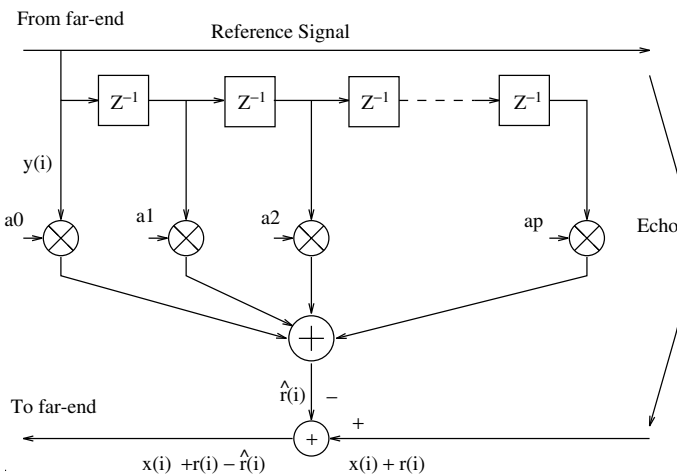 From far-end
Reference Signal
Z⁻¹ Z⁻¹ Z⁻¹ Z⁻¹
y(i)
a0 a1 a2 ap
Echo
+
r̂(i) −
To far-end
+
+
x(i) +r(i) − r̂(i) x(i) + r(i)